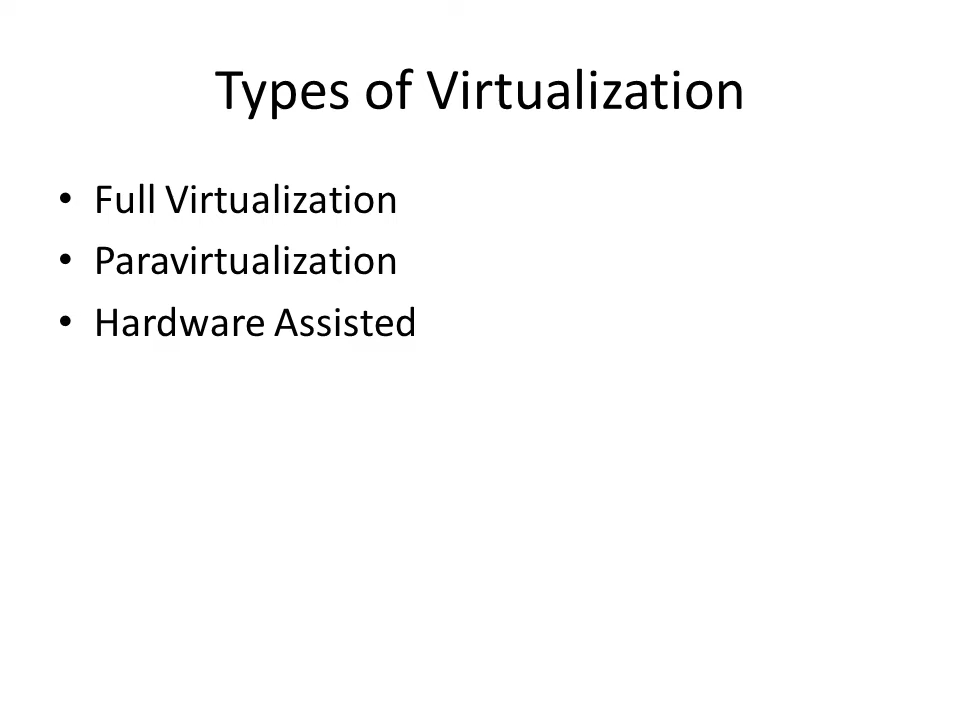 Types of Virtualization
• Full Virtualization
• Paravirtualization
• Hardware Assisted